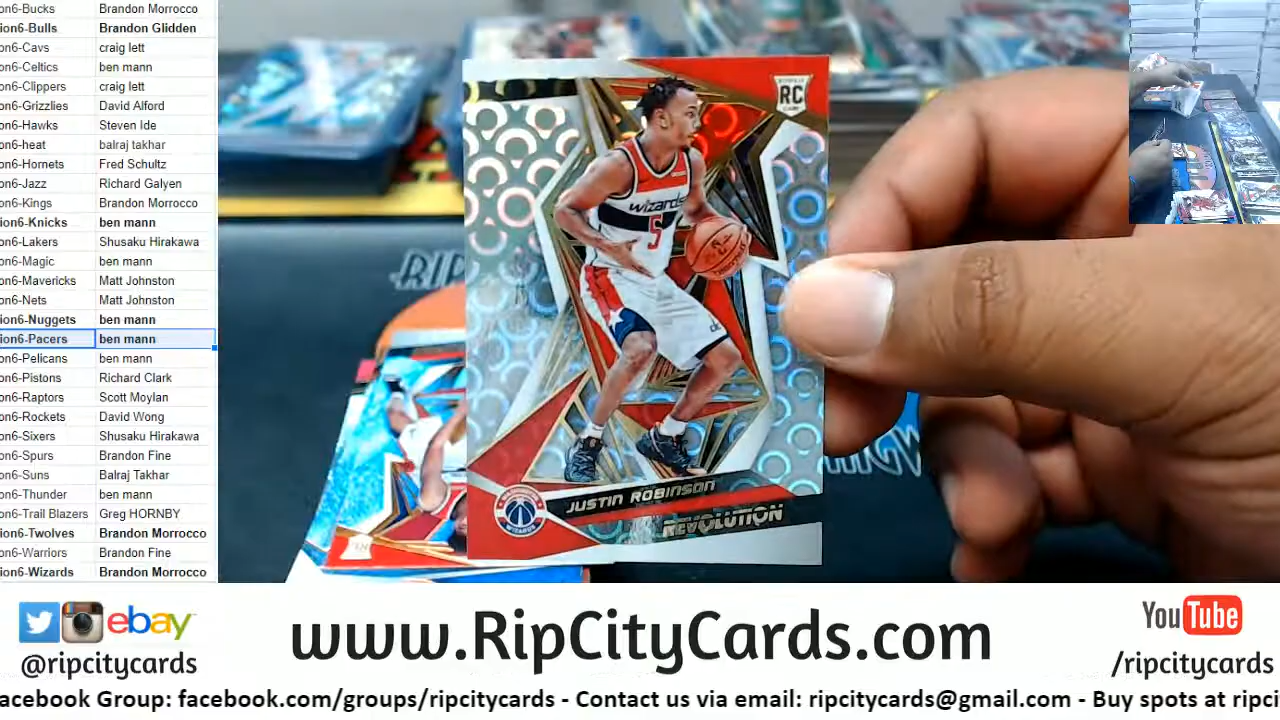 on6-Bucks Brandon Morrocco
ion6-Bulls Brandon Glidden
on6-Cavs craig lett
on6-Celtics ben mann
on6-Clippers craig lett
on6-Grizzlies David Alford
on6-Hawks Steven Ide
on6-heat balraj takhar
on6-Hornets Fred Schultz
on6-Jazz Richard Galyen
on6-Kings Brandon Morrocco
ion6-Knicks ben mann
on6-Lakers Shusaku Hirakawa
on6-Magic ben mann
on6-Mavericks Matt Johnston
on6-Nets Matt Johnston
ion6-Nuggets ben mann
ion6-Pacers ben mann
on6-Pelicans ben mann
on6-Pistons Richard Clark
on6-Raptors Scott Moylan
on6-Rockets David Wong
on6-Sixers Shusaku Hirakawa
on6-Spurs Brandon Fine
on6-Suns Balraj Takhar
on6-Thunder ben mann
on6-Trail Blazers Greg HORNBY
ion6-Twolves Brandon Morrocco
on6-Warriors Brandon Fine
ion6-Wizards Brandon Morrocco
RC
wizards
5
JUSTIN ROBINSON
REVOLUTION
WIZARDS
RIP
ebay
@ripcitycards
www.RipCityCards.com
YouTube
/ripcitycards
acebook Group: facebook.com/groups/ripcitycards - Contact us via email: ripcitycards@gmail.com - Buy spots at ripci